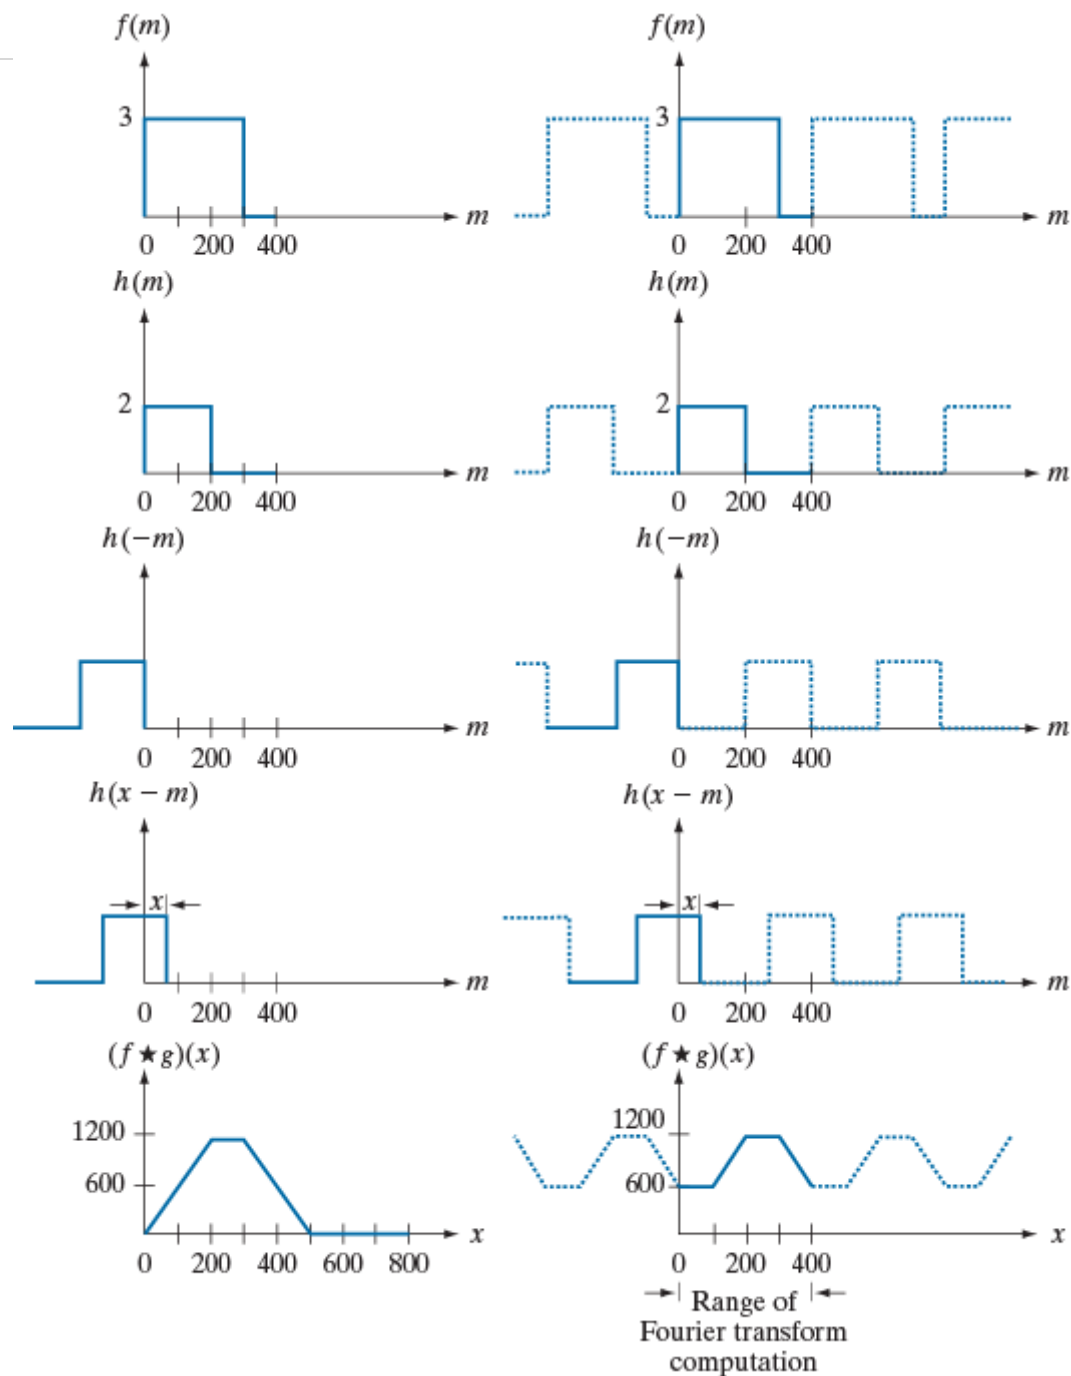 f(m) f(m)
3 3
m m
0 200 400 0 200 400
h(m) h(m)
2 2
m m
0 200 400 0 200 400
h(−m) h(−m)
m m
0 200 400 0 200 400
h(x − m) h(x − m)
x x
m m
0 200 400 0 200 400
(f ★ g)(x) (f ★ g)(x)
1200 1200
600 600
x x
0 200 400 600 800 0 200 400
Range of
Fourier transform
computation